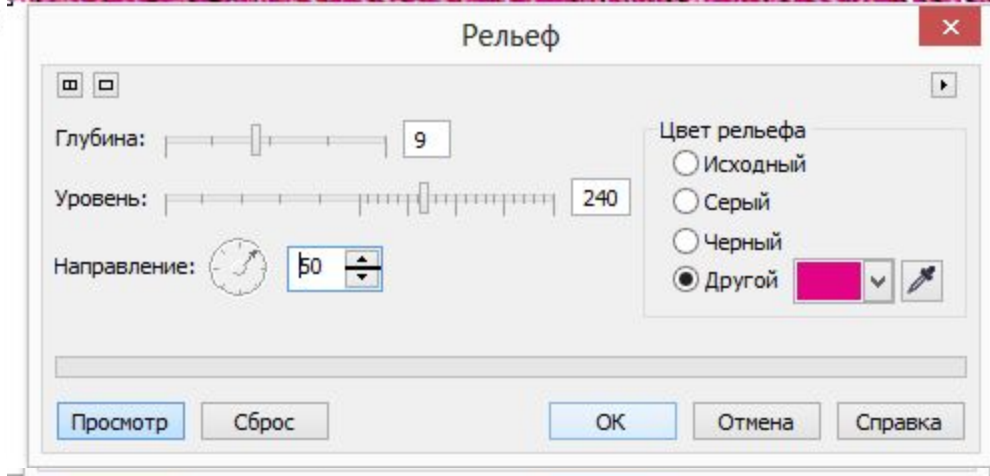 Рельеф
Глубина: 9
Цвет рельефа
Исходный
Уровень: 240
Серый
Черный
Направление: 50
Другой
Просмотр Сброс OK Отмена Справка